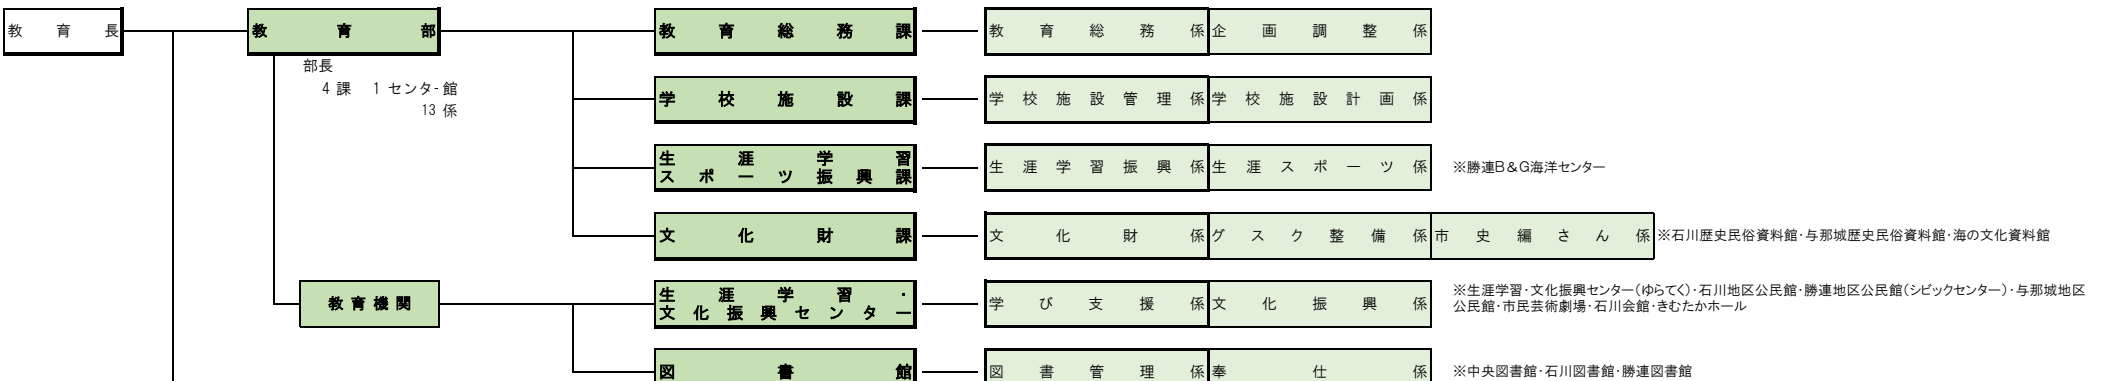 教育長 教育部 教育総務課 教育総務係 企画調整係
部長
4 課 1 センタ-館
13 係
学校施設課 学校施設管理係 学校施設計画係
生涯学習
スポーツ振興課
生涯学習振興係 生涯スポーツ係 ※勝連B＆G海洋センター
文化財課 文化財係 グスク整備係 市史編さん係 ※石川歴史民俗資料館・与那城歴史民俗資料館・海の文化資料館
教育機関
生涯学習・
文化振興センター
学び支援係 文化振興係
※生涯学習・文化振興センター（ゆらてく）・石川地区公民館・勝連地区公民館（シビックセンター）・与那城地区
公民館・市民芸術劇場・石川会館・きむたかホール
図書館 図書管理係 奉仕係 ※中央図書館・石川図書館・勝連図書館